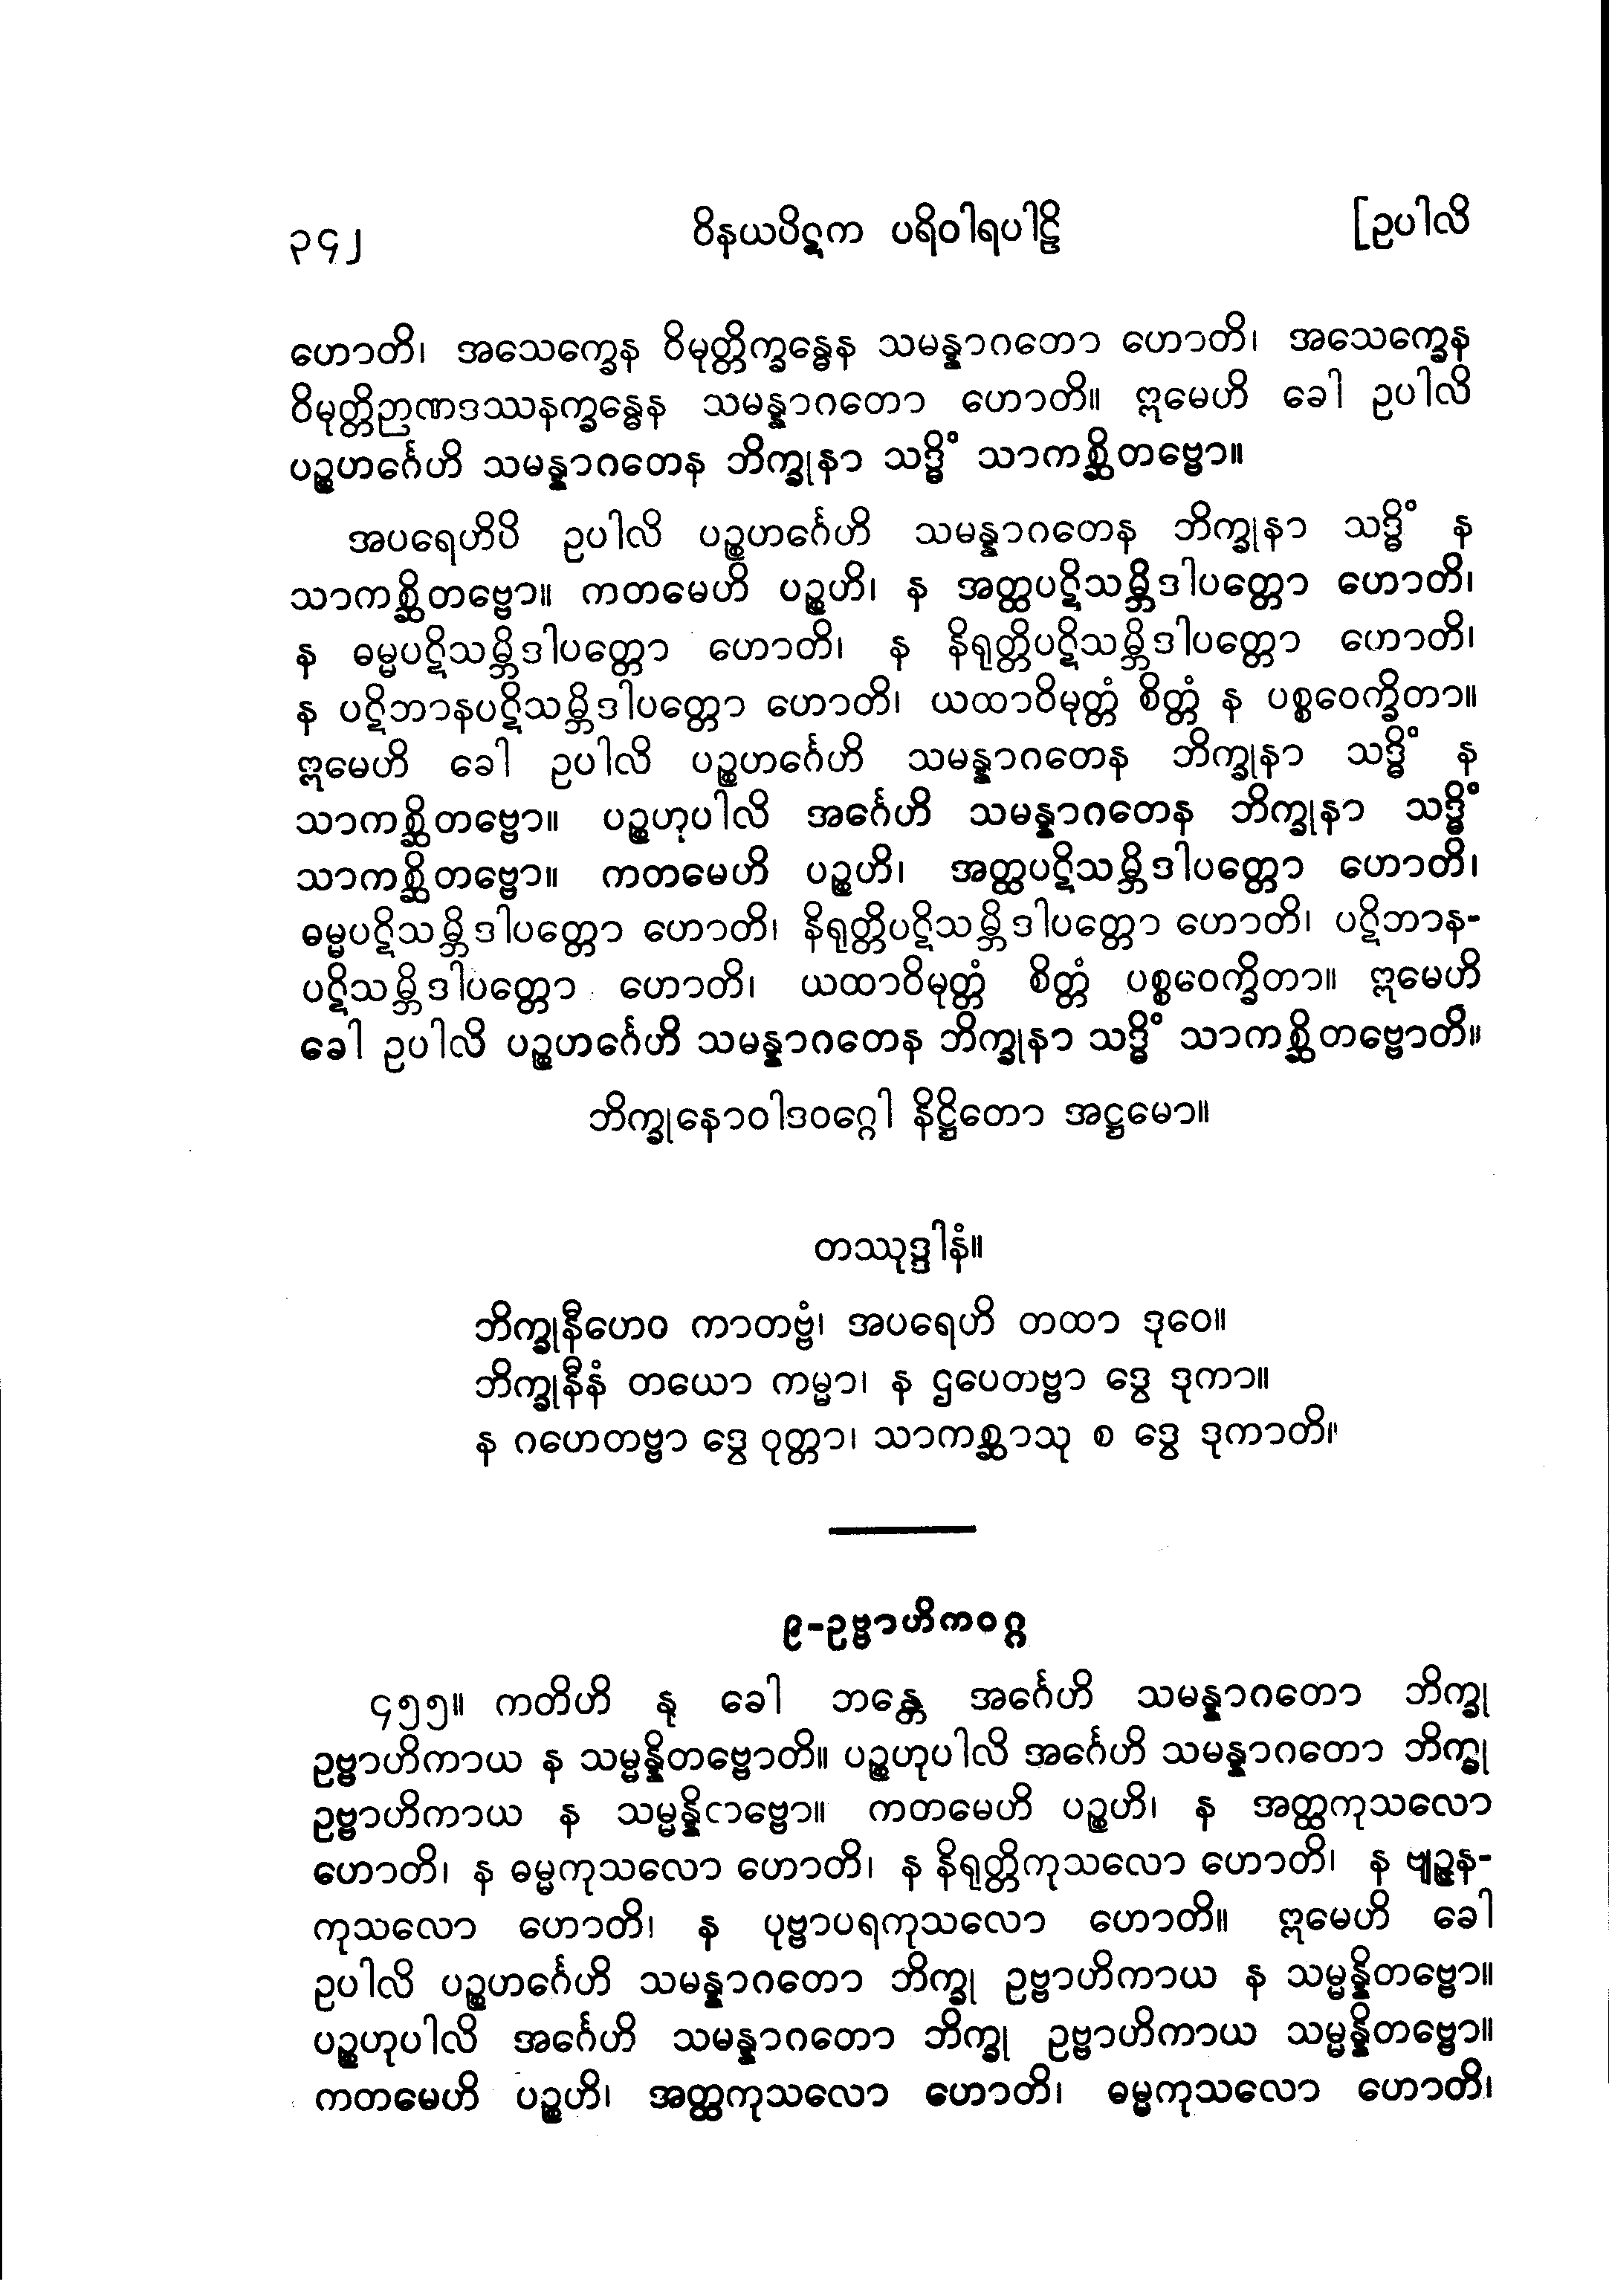 ၃၄၂ ဝိနယပိဋက ပရိဝါရပါဠိ [ဥပါလိ
ဟောတိ၊ အသေက္ခေန ဝိမုတ္တိက္ခန္ဓေန သမန္နာဂတော ဟောတိ၊ အသေက္ခေန
ဝိမုတ္တိဉာဏဒဿနက္ခန္ဓေန သမန္နာဂတော ဟောတိ။ ဣမေဟိ ခေါ ဥပါလိ
ပဉ္စဟင်္ဂေဟိ သမန္နာဂတေန ဘိက္ခုနာ သဒ္ဓိံ သာကစ္ဆိတဗ္ဗော။
အပရေဟိပိ ဥပါလိ ပဉ္စဟင်္ဂေဟိ သမန္နာဂတေန ဘိက္ခုနာ သဒ္ဓိံ န
သာကစ္ဆိတဗ္ဗော။ ကတမေဟိ ပဉ္စဟိ၊ န အတ္ထပဋိသမ္ဘိဒါပတ္တော ဟောတိ၊
န ဓမ္မပဋိသမ္ဘိဒါပတ္တော ဟောတိ၊ န နိရုတ္တိပဋိသမ္ဘိဒါပတ္တော ဟောတိ၊
န ပဋိဘာနပဋိသမ္ဘိဒါပတ္တော ဟောတိ၊ ယထာဝိမုတ္တံ စိတ္တံ န ပစ္စဝေက္ခိတာ။
ဣမေဟိ ခေါ ဥပါလိ ပဉ္စဟင်္ဂေဟိ သမန္နာဂတေန ဘိက္ခုနာ သဒ္ဓိံ န
သာကစ္ဆိတဗ္ဗော။ ပဉ္စဟုပါလိ အင်္ဂေဟိ သမန္နာဂတေန ဘိက္ခုနာ သဒ္ဓိံ
သာကစ္ဆိတဗ္ဗော။ ကတမေဟိ ပဉ္စဟိ၊ အတ္ထပဋိသမ္ဘိဒါပတ္တော ဟောတိ၊
ဓမ္မပဋိသမ္ဘိဒါပတ္တော ဟောတိ၊ နိရုတ္တိပဋိသမ္ဘိဒါပတ္တော ဟောတိ၊ ပဋိဘာန-
ပဋိသမ္ဘိဒါပတ္တော ဟောတိ၊ ယထာဝိမုတ္တံ စိတ္တံ ပစ္စဝေက္ခိတာ။ ဣမေဟိ
ခေါ ဥပါလိ ပဉ္စဟင်္ဂေဟိ သမန္နာဂတေန ဘိက္ခုနာ သဒ္ဓိံ သာကစ္ဆိတဗ္ဗောတိ။
ဘိက္ခုနောဝါဒဝဂ္ဂေါ နိဋ္ဌိတော အဋ္ဌမော။
တဿုဒ္ဒါနံ။
ဘိက္ခုနီဟေဝ ကာတဗ္ဗံ၊ အပရေဟိ တထာ ဒုဝေ။
ဘိက္ခုနီနံ တယော ကမ္မာ၊ န ဌပေတဗ္ဗာ ဒွေ ဒုကာ။
န ဂဟေတဗ္ဗာ ဒွေ ဝုတ္တာ၊ သာကစ္ဆာသု စ ဒွေ ဒုကာတိ။
၉-ဥဗ္ဗာဟိကဝဂ္ဂ
၄၅၅။ ကတိဟိ နု ခေါ ဘန္တေ အင်္ဂေဟိ သမန္နာဂတော ဘိက္ခု
ဥဗ္ဗာဟိကာယ န သမ္မန္နိတဗ္ဗောတိ။ ပဉ္စဟုပါလိ အင်္ဂေဟိ သမန္နာဂတော ဘိက္ခု
ဥဗ္ဗာဟိကာယ န သမ္မန္နိတဗ္ဗော။ ကတမေဟိ ပဉ္စဟိ၊ န အတ္ထကုသလော
ဟောတိ၊ န ဓမ္မကုသလော ဟောတိ၊ န နိရုတ္တိကုသလော ဟောတိ၊ န ဗျဉ္ဇန-
ကုသလော ဟောတိ၊ န ပုဗ္ဗာပရကုသလော ဟောတိ။ ဣမေဟိ ခေါ
ဥပါလိ ပဉ္စဟင်္ဂေဟိ သမန္နာဂတော ဘိက္ခု ဥဗ္ဗာဟိကာယ န သမ္မန္နိတဗ္ဗော။
ပဉ္စဟုပါလိ အင်္ဂေဟိ သမန္နာဂတော ဘိက္ခု ဥဗ္ဗာဟိကာယ သမ္မန္နိတဗ္ဗော။
ကတမေဟိ ပဉ္စဟိ၊ အတ္ထကုသလော ဟောတိ၊ ဓမ္မကုသလော ဟောတိ၊